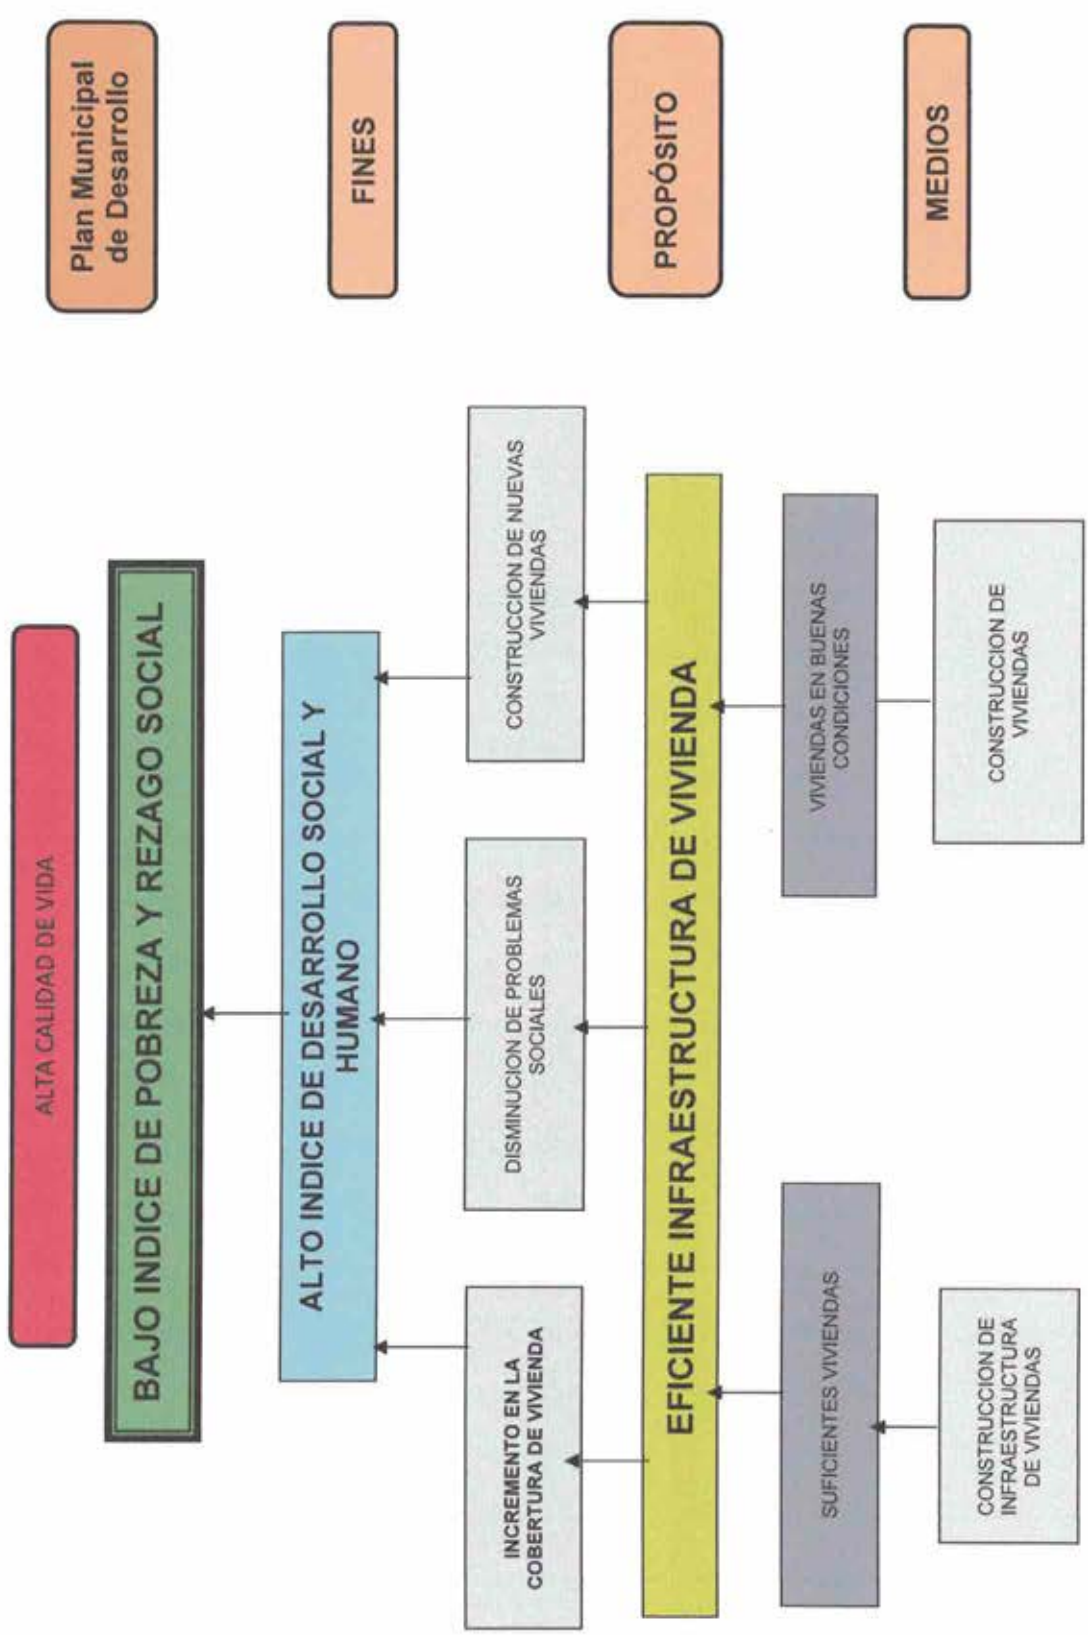 ALTA CALIDAD DE VIDA
BAJO INDICE DE POBREZA Y REZAGO SOCIAL
Plan Municipal
de Desarrollo
ALTO INDICE DE DESARROLLO SOCIAL Y
HUMANO
FINES
INCREMENTO EN LA
COBERTURA DE VIVIENDA
DISMINUCION DE PROBLEMAS
SOCIALES
CONSTRUCCION DE NUEVAS
VIVIENDAS
EFICIENTE INFRAESTRUCTURA DE VIVIENDA
PROPÓSITO
SUFICIENTES VIVIENDAS
VIVIENDAS EN BUENAS
CONDICIONES
MEDIOS
CONSTRUCCION DE
INFRAESTRUCTURA
DE VIVIENDAS
CONSTRUCCION DE
VIVIENDAS